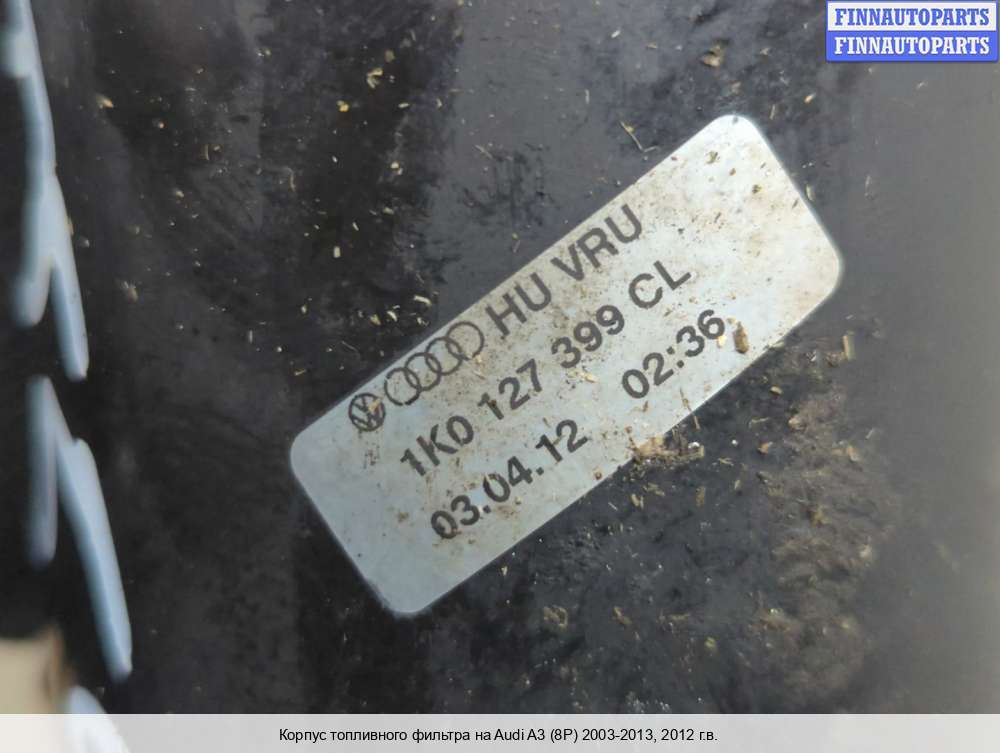 FINNAUTOPARTS
FINNAUTOPARTS
HU VRU
1K0 127 399 CL
03.04.12 02:36
Корпус топливного фильтра на Audi A3 (8P) 2003-2013, 2012 г.в.